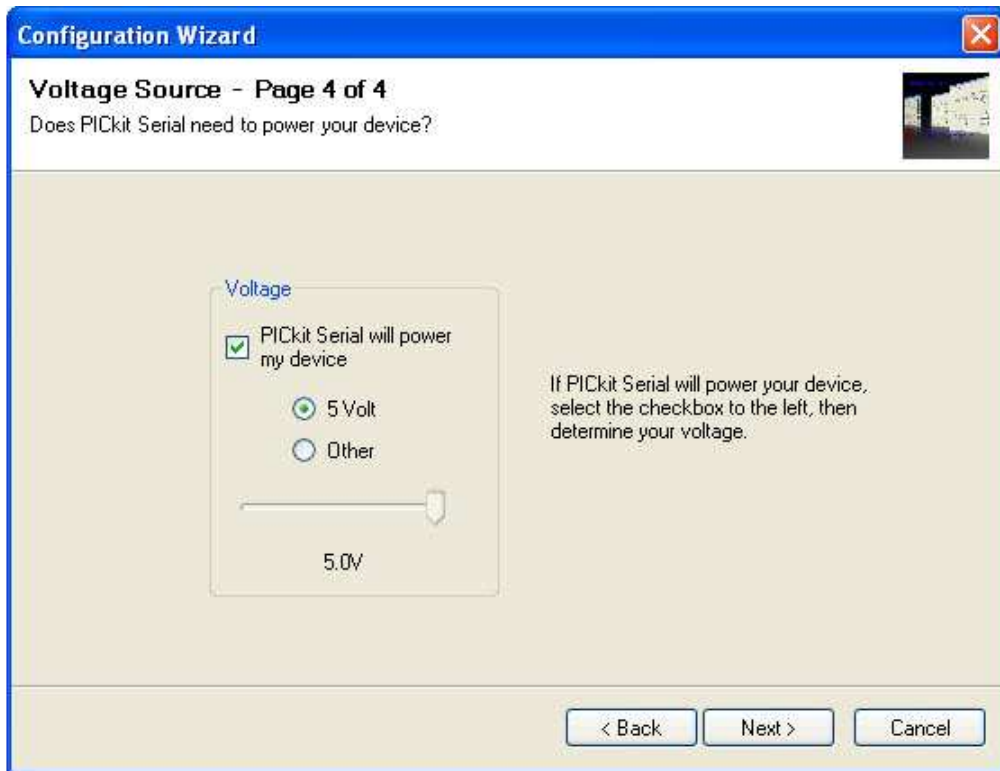 Configuration Wizard
Voltage Source - Page 4 of 4
Does PICkit Serial need to power your device?
Voltage
PICkit Serial will power
my device
5 Volt
Other
5.0V
If PICkit Serial will power your device,
select the checkbox to the left, then
determine your voltage.
< Back
Next >
Cancel